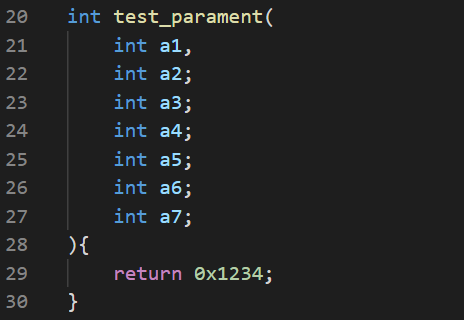 20 int test_parament(
21 int a1,
22 int a2;
23 int a3;
24 int a4;
25 int a5;
26 int a6;
27 int a7;
28 ){
29 return 0x1234;
30 }